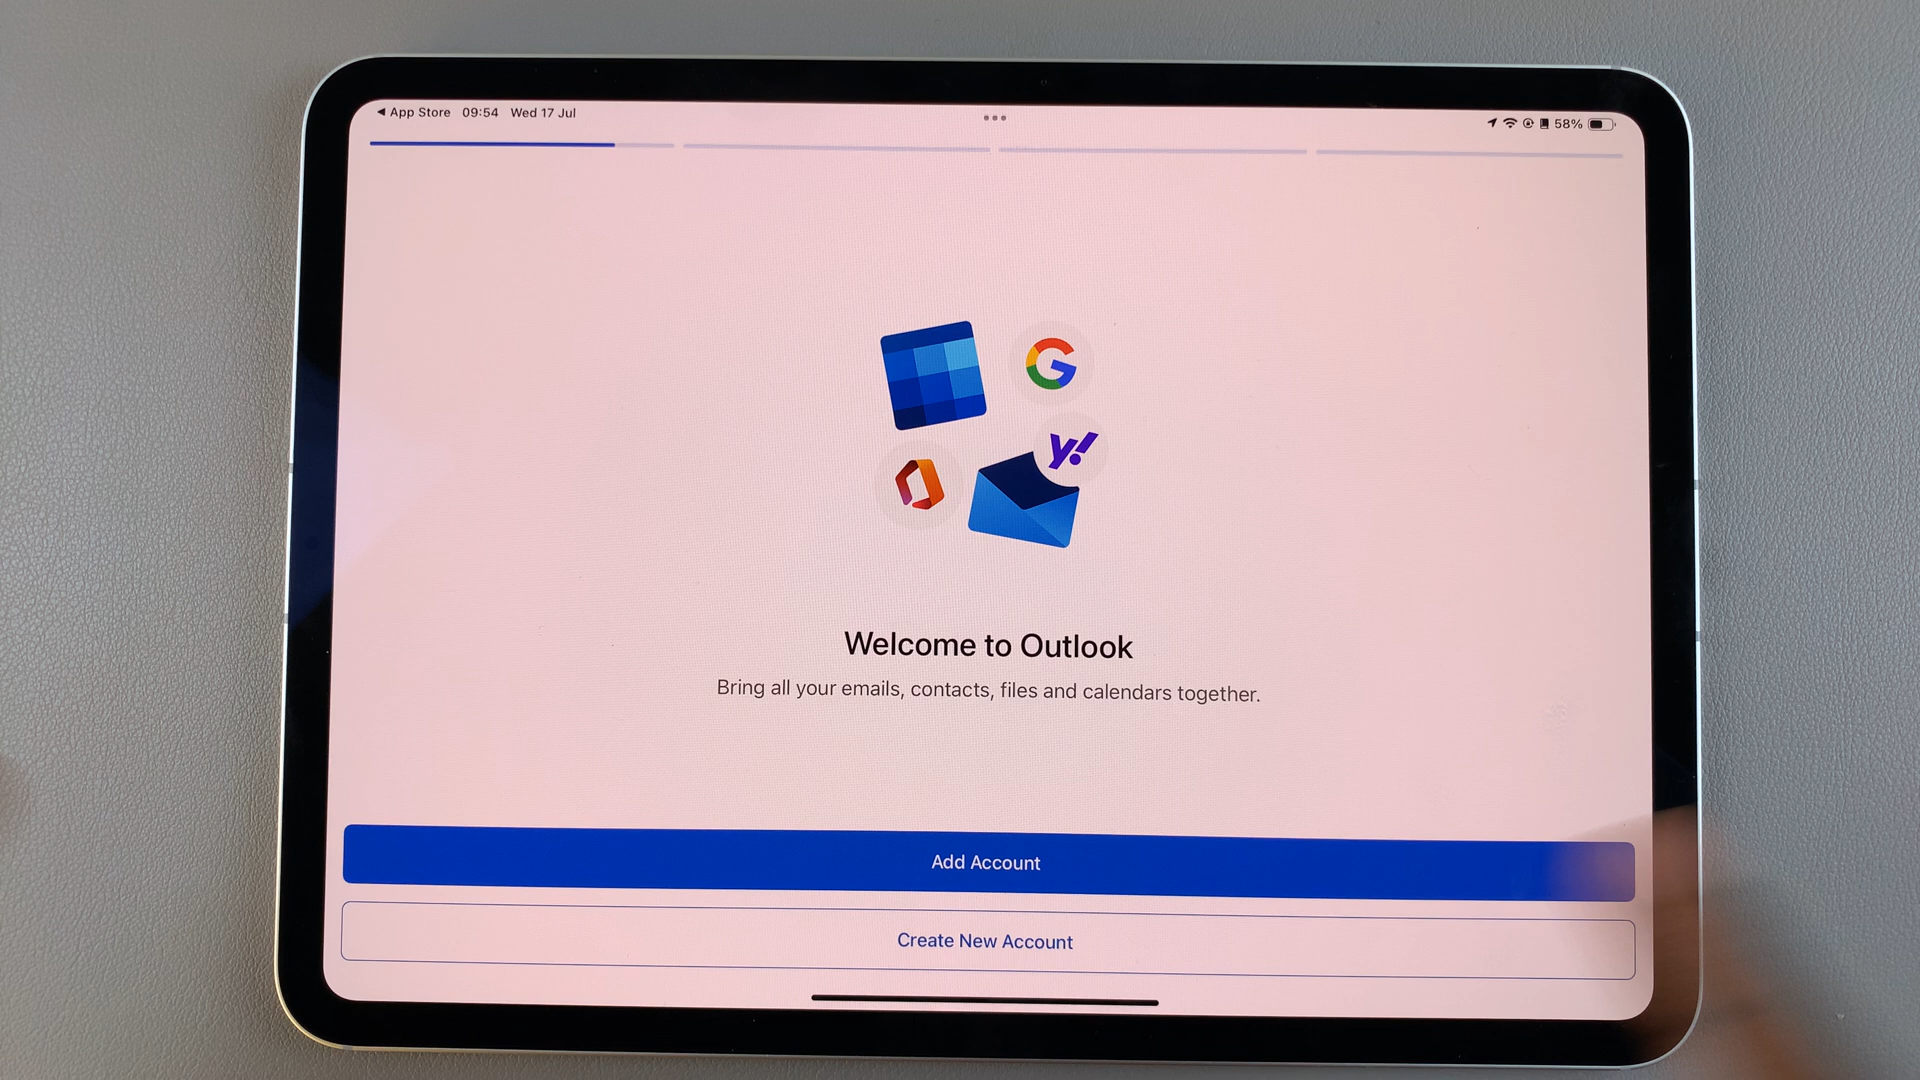 ◀ App Store 09:54 Wed 17 Jul
58%
Y!
Welcome to Outlook
Bring all your emails, contacts, files and calendars together.
Add Account
Create New Account